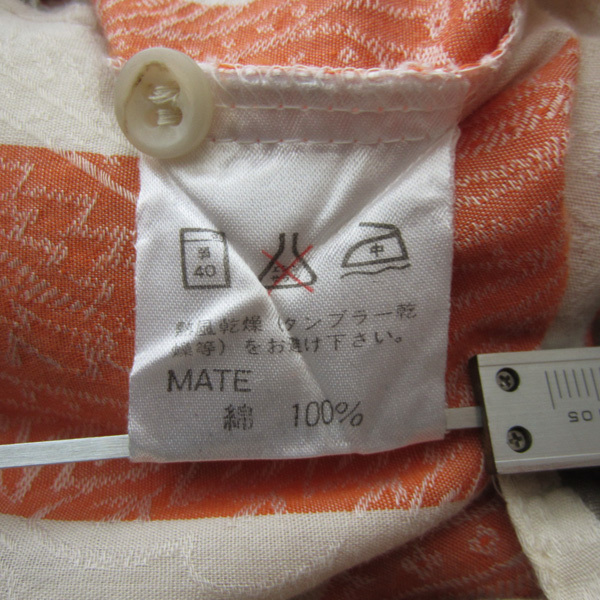 弱
40
中
熱風乾燥（タンブラー乾
燥等）をお避け下さい。
MATE
綿 100%
05